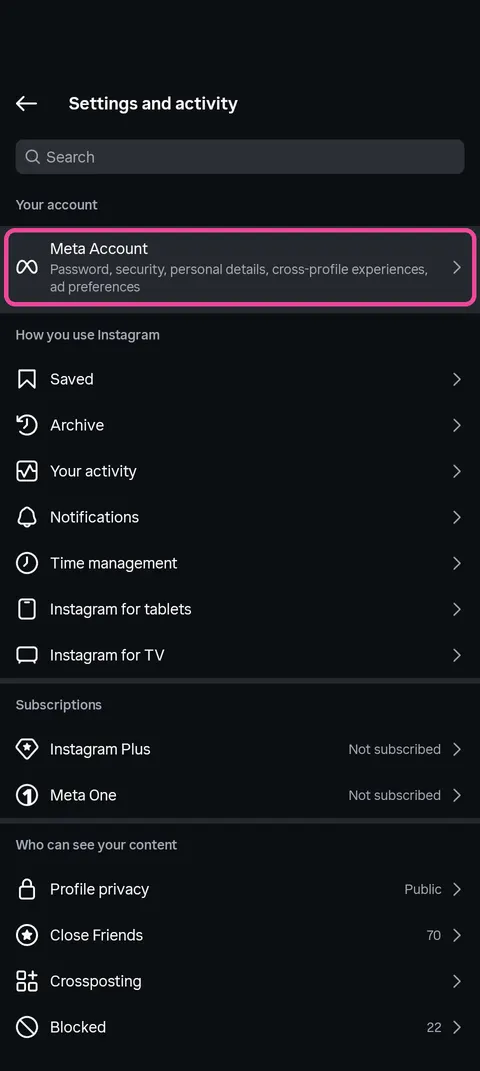 Settings and activity
Search
Your account
Meta Account
Password, security, personal details, cross-profile experiences,
ad preferences
How you use Instagram
Saved
Archive
Your activity
Notifications
Time management
Instagram for tablets
Instagram for TV
Subscriptions
Instagram Plus Not subscribed
Meta One Not subscribed
Who can see your content
Profile privacy Public
Close Friends 70
Crossposting
Blocked 22